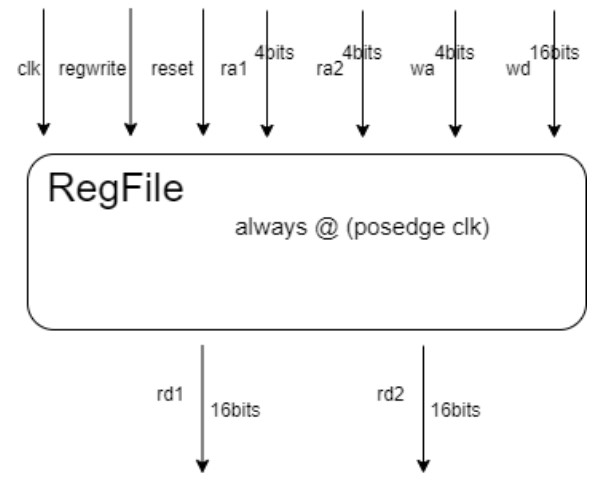 clk regwrite reset ra1 4bits ra2 4bits wa 4bits wd 16bits
RegFile
always @ (posedge clk)
rd1 16bits rd2 16bits